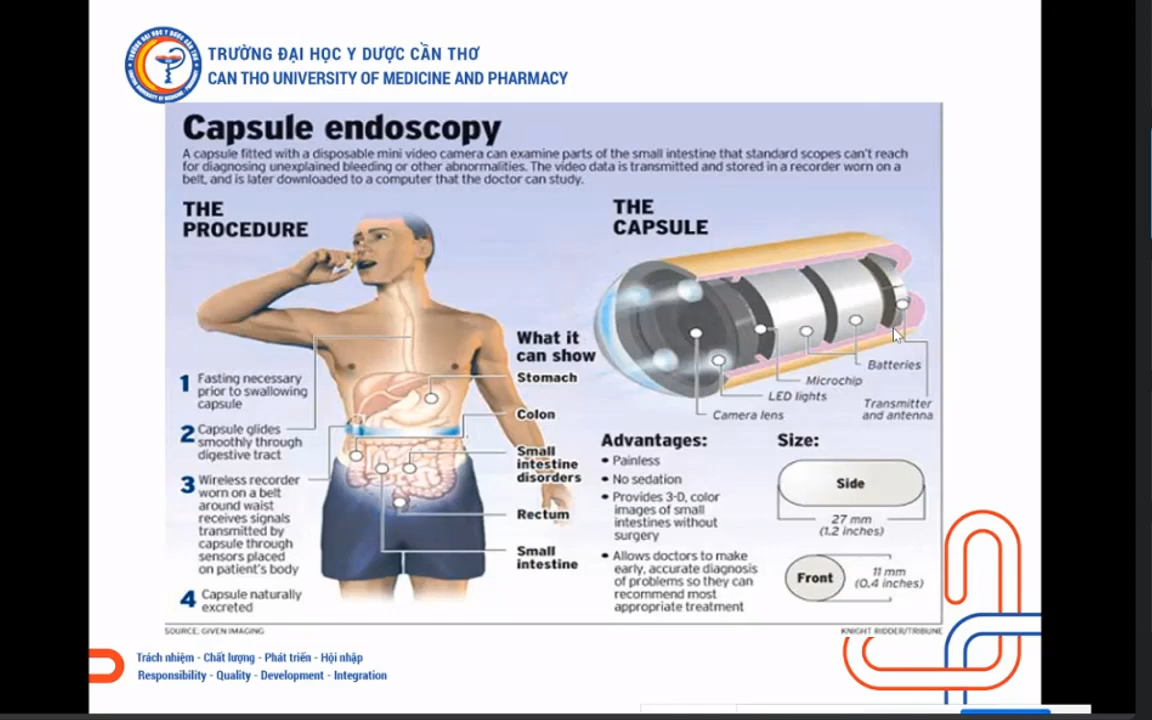 TRƯỜNG ĐẠI HỌC Y DƯỢC CẦN THƠ
CAN THO UNIVERSITY OF MEDICINE AND PHARMACY
Capsule endoscopy
A capsule fitted with a disposable mini video camera can examine parts of the small intestine that standard scopes can't reach
for diagnosing unexplained bleeding or other abnormalities. The video data is transmitted and stored in a recorder worn on a
belt, and is later downloaded to a computer that the doctor can study.
THE
PROCEDURE
1 Fasting necessary
prior to swallowing
capsule
2 Capsule glides
smoothly through
digestive tract
3 Wireless recorder
worn on a belt
around waist
receives signals
transmitted by
capsule through
sensors placed
on patient's body
4 Capsule naturally
excreted
What it
can show
Stomach
Colon
Small
intestine
disorders
Rectum
Small
intestine
THE
CAPSULE
Batteries
Microchip
LED lights
Camera lens
Transmitter
and antenna
Advantages:
• Painless
• No sedation
• Provides 3-D, color
images of small
intestines without
surgery
• Allows doctors to make
early, accurate diagnosis
of problems so they can
recommend most
appropriate treatment
Size:
Side
27 mm
(1.2 inches)
Front
11 mm
(0.4 inches)
SOURCE: GIVEN IMAGING
KNIGHT RIDDER/TRIBUNE
Trách nhiệm - Chất lượng - Phát triển - Hội nhập
Responsibility - Quality - Development - Integration